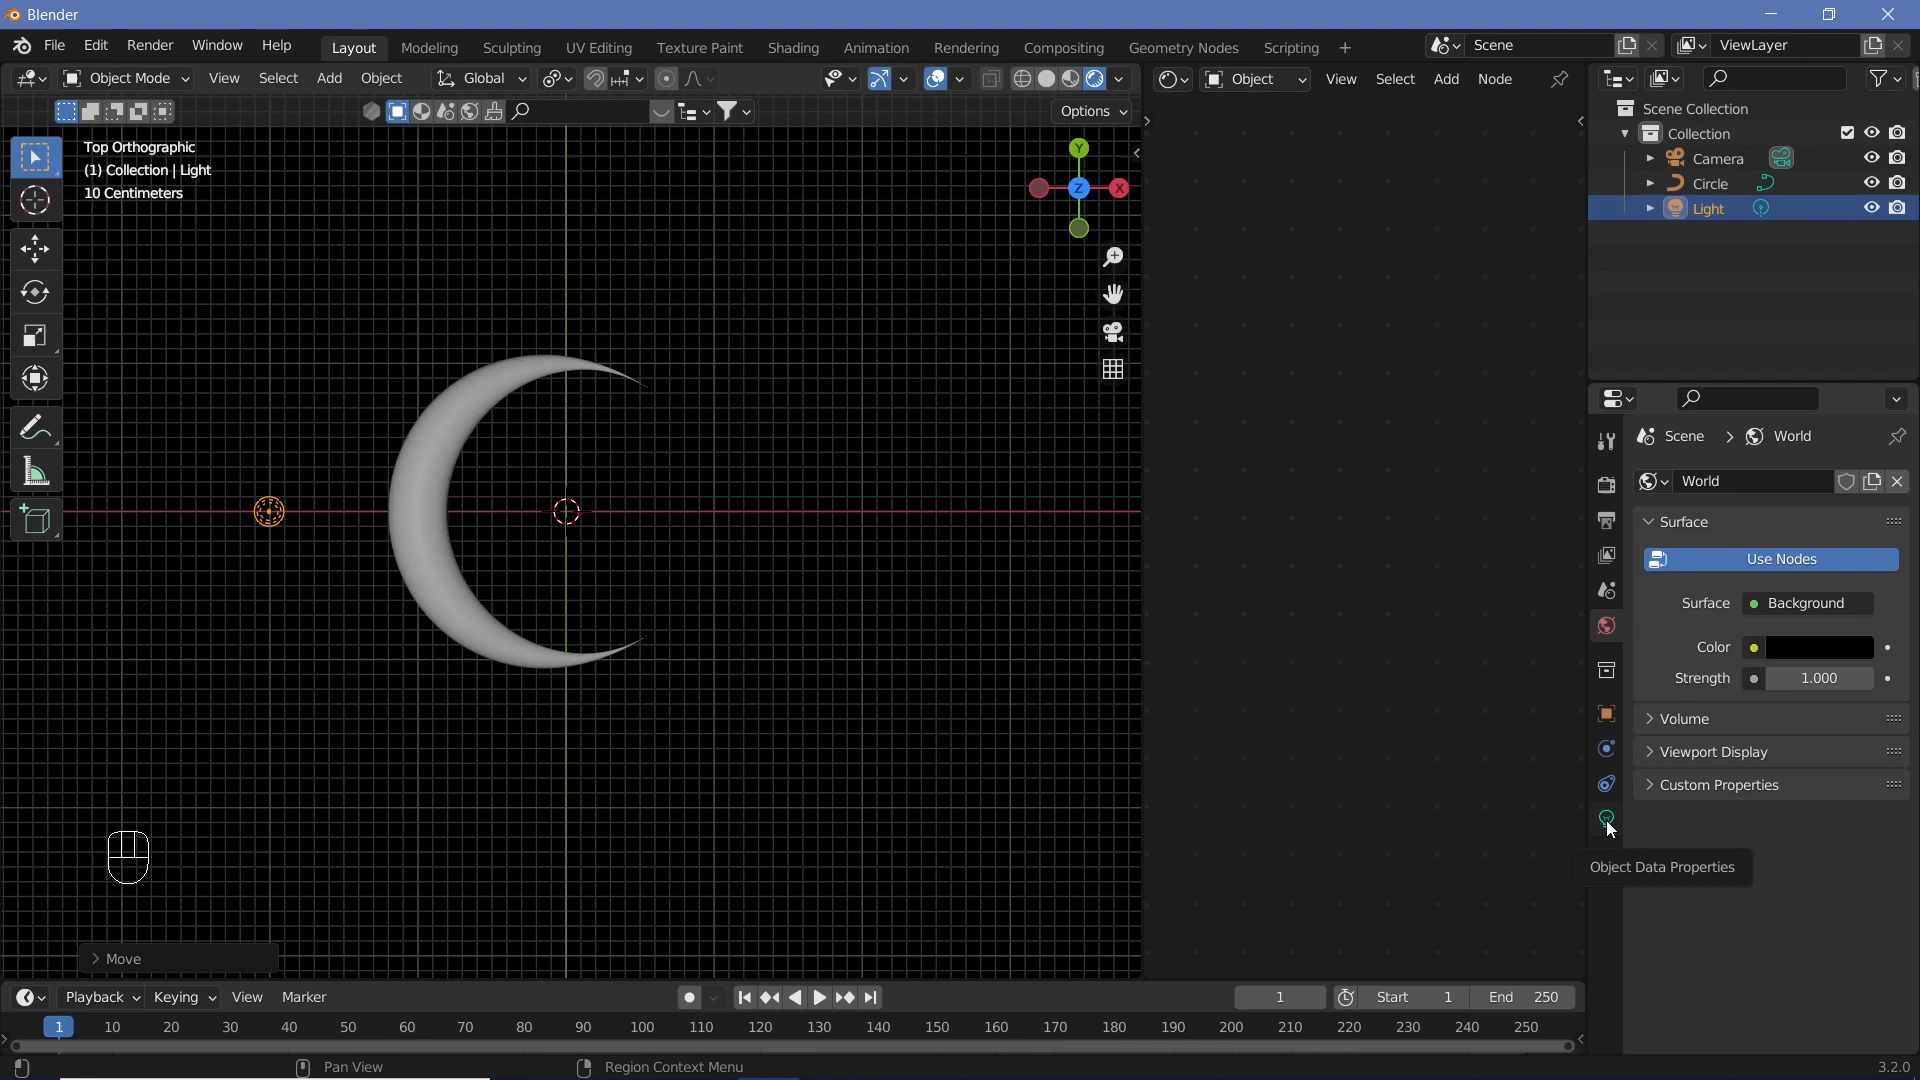 Blender
File Edit Render Window Help Layout Modeling Sculpting UV Editing Texture Paint Shading Animation Rendering Compositing Geometry Nodes Scripting + Scene ViewLayer
Object Mode View Select Add Object Global Object View Select Add Node
Options
Top Orthographic
(1) Collection | Light
10 Centimeters
Y
Z X
Scene Collection
Collection
Camera
Circle
Light
Scene > World
World
Surface
Use Nodes
Surface Background
Color
Strength 1.000
Volume
Viewport Display
Custom Properties
Object Data Properties
> Move
Playback Keying View Marker 1 Start 1 End 250
1 10 20 30 40 50 60 70 80 90 100 110 120 130 140 150 160 170 180 190 200 210 220 230 240 250
Pan View Region Context Menu 3.2.0